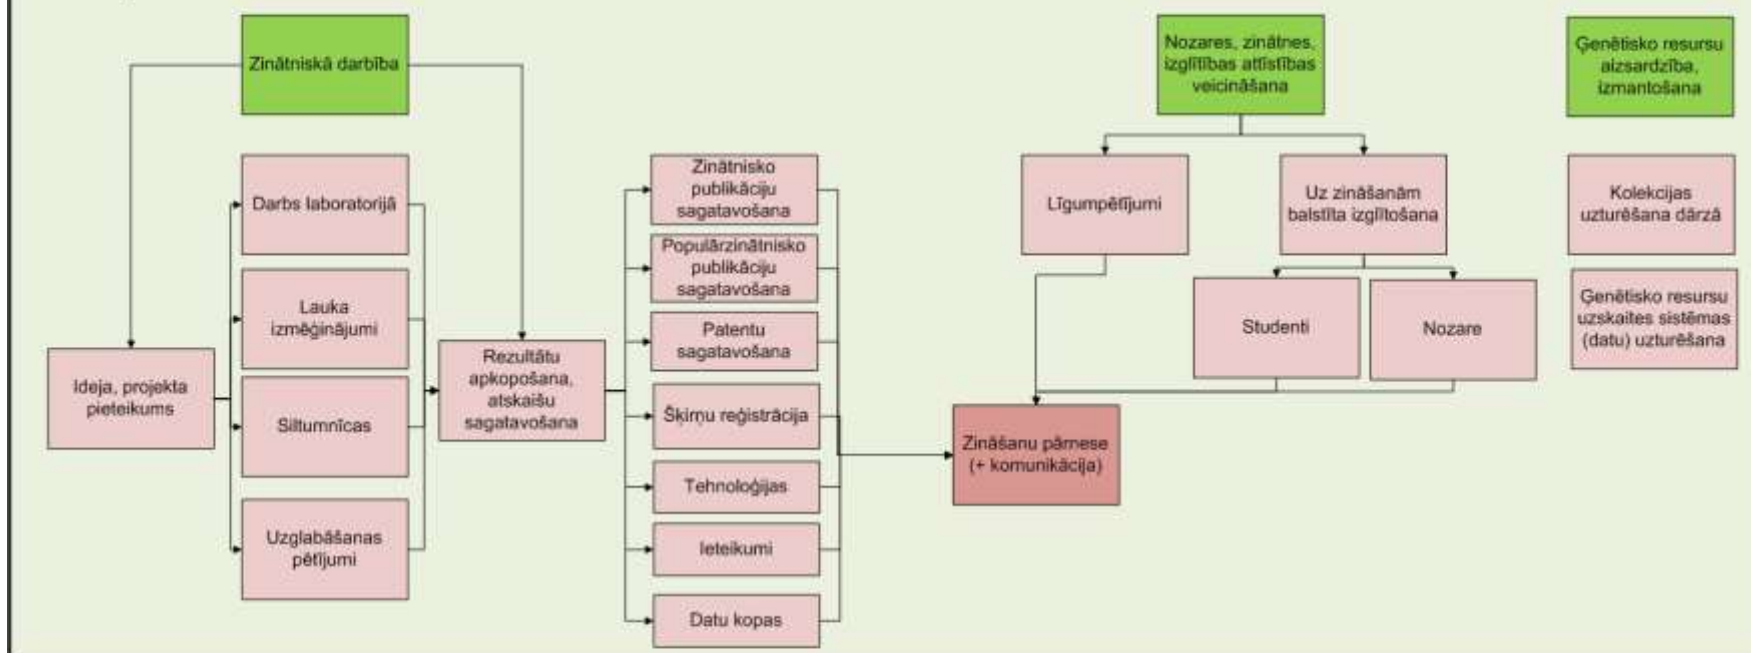 Zinātniskā darbība
Nozares, zinātnes,
izglītības attīstības
veicināšana
Ģenētisko resursu
aizsardzība,
izmantošana
Darbs laboratorijā
Lauka
izmēģinājumi
Ideja, projekta
pieteikums
Siltumnīcas
Uzglabāšanas
pētījumi
Rezultātu
apkopošana,
atskaišu
sagatavošana
Zinātnisko
publikāciju
sagatavošana
Populārzinātnisko
publikāciju
sagatavošana
Patentu
sagatavošana
Šķirņu reģistrācija
Tehnoloģijas
Ieteikumi
Datu kopas
Līgumpētījumi
Uz zināšanām
balstīta izglītošana
Studenti
Nozare
Zināšanu pārnese
(+ komunikācija)
Kolekcijas
uzturēšana dārzā
Ģenētisko resursu
uzskaites sistēmas
(datu) uzturēšana